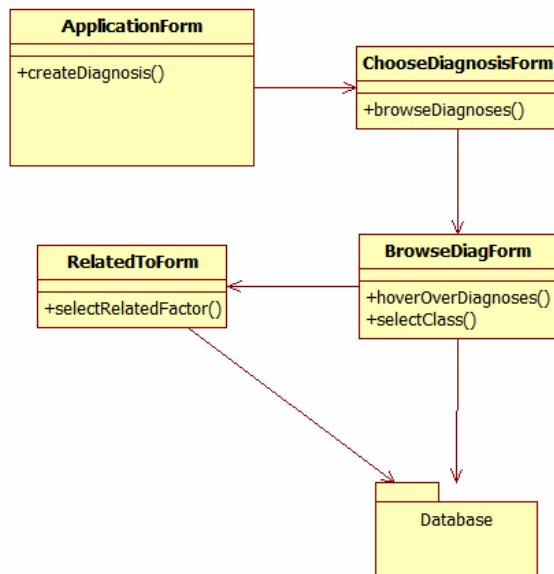 ApplicationForm
+createDiagnosis()
ChooseDiagnosisForm
+browseDiagnoses()
RelatedToForm
+selectRelatedFactor()
BrowseDiagForm
+hoverOverDiagnoses()
+selectClass()
Database